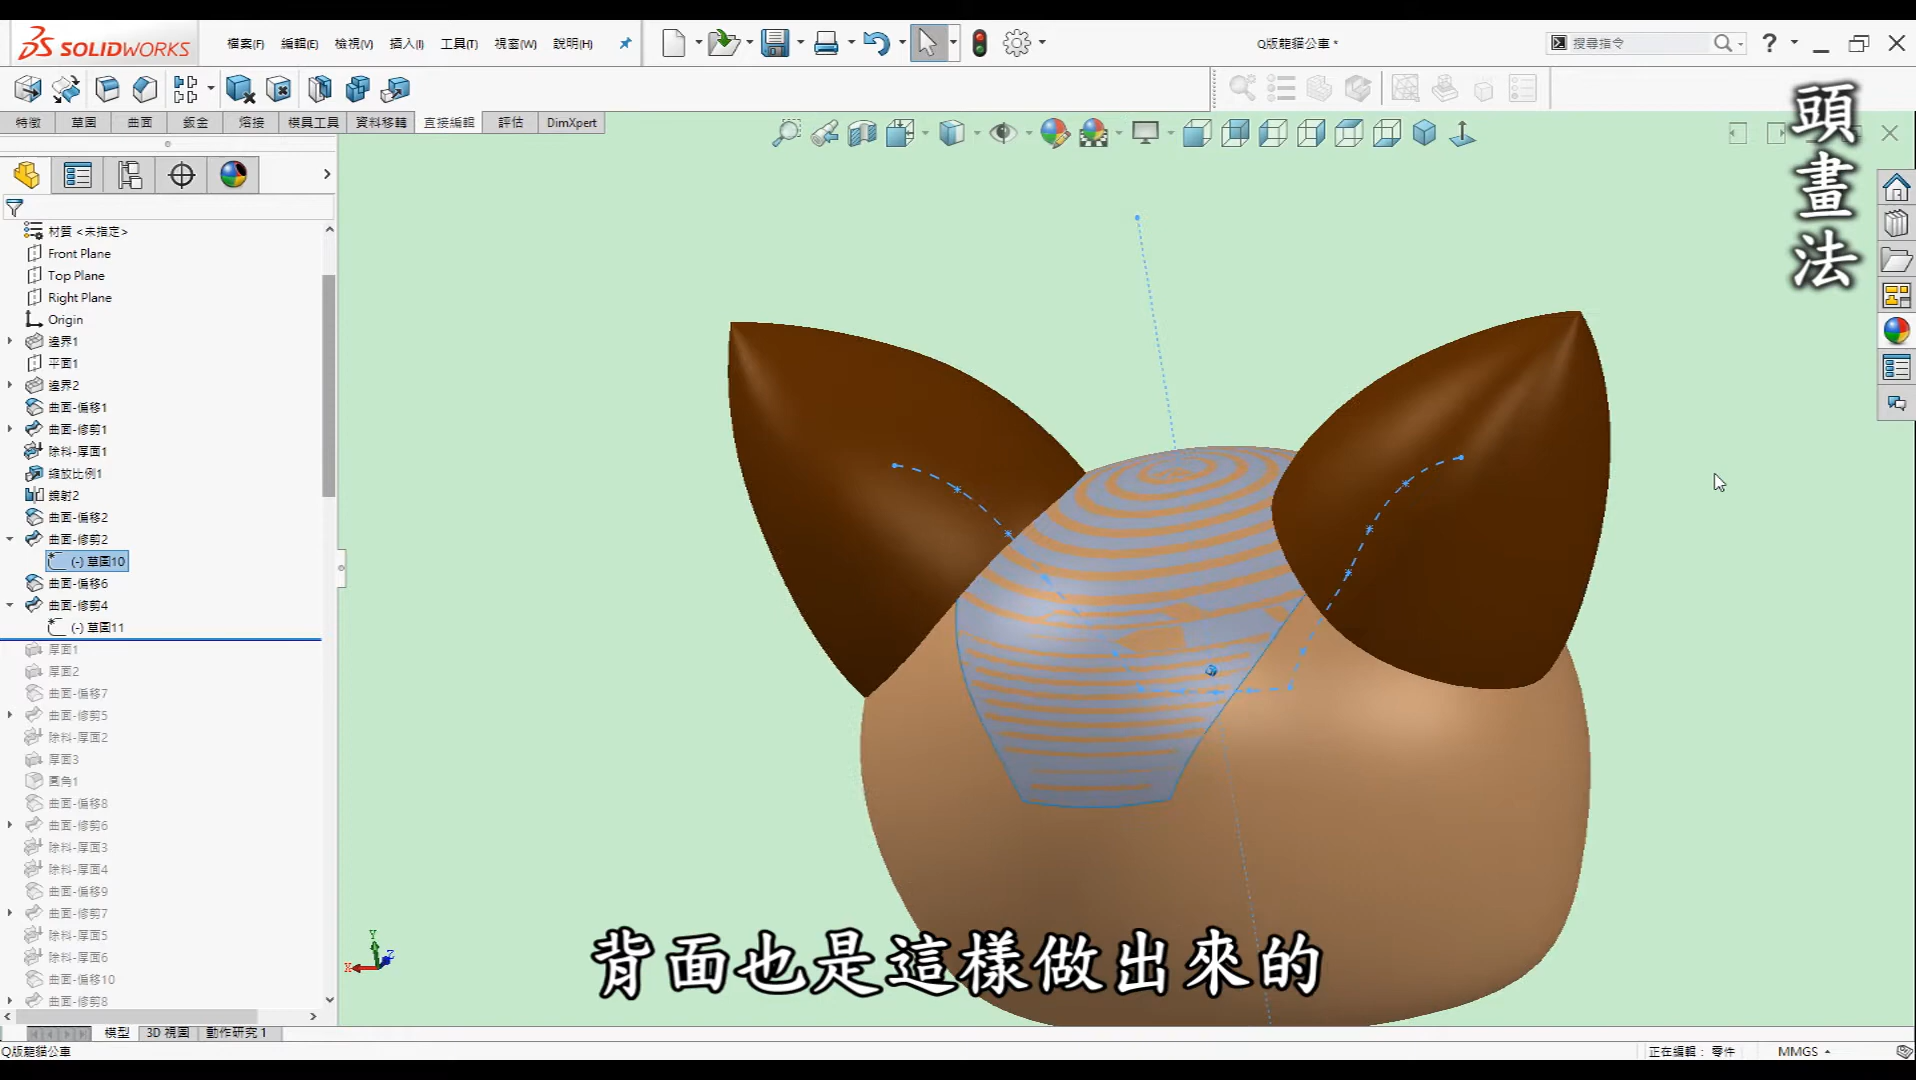 SOLIDWORKS
檔案(F) 編輯(E) 檢視(V) 插入(I) 工具(T) 視窗(W) 說明(H)
Q版龍貓公車 *
搜尋指令
特徵 草圖 曲面 鈑金 熔接 模具工具 資料移轉 直接編輯 評估 DimXpert
頭畫法
材質 <未指定>
Front Plane
Top Plane
Right Plane
Origin
邊界1
平面1
邊界2
曲面-偏移1
曲面-修剪1
除料-厚面1
縮放比例1
鏡射2
曲面-偏移2
曲面-修剪2
(-) 草圖10
曲面-偏移6
曲面-修剪4
(-) 草圖11
厚面1
厚面2
曲面-偏移7
曲面-修剪5
除料-厚面2
厚面3
圓角1
曲面-偏移8
曲面-修剪6
除料-厚面3
除料-厚面4
曲面-偏移9
曲面-修剪7
除料-厚面5
除料-厚面6
曲面-偏移10
曲面-修剪8
Y
X
Z
背面也是這樣做出來的
模型 3D 視圖 動作研究 1
Q版龍貓公車
正在編輯： 零件
MMGS